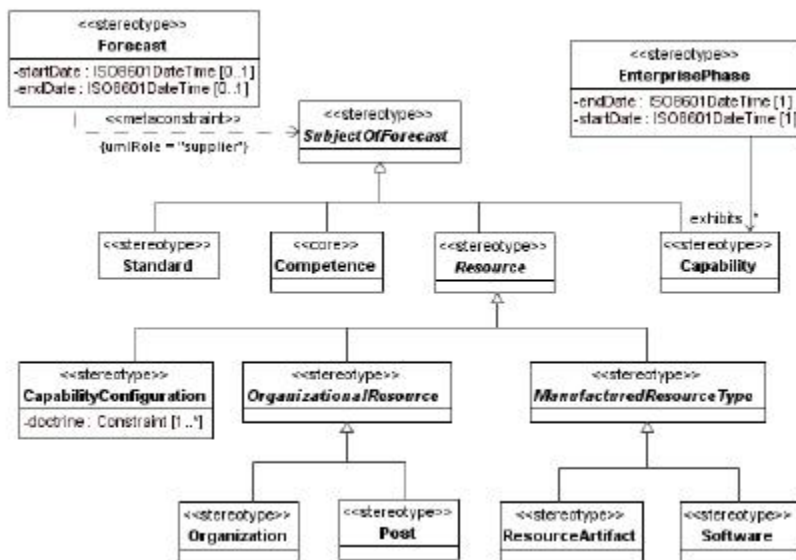 <<stereotype>>
Forecast
-startDate : ISO8601DateTime [0..1]
-endDate : ISO8601DateTime [0..1]
<<stereotype>>
EnterprisePhase
-endDate : ISO8601DateTime [1]
-startDate : ISO8601DateTime [1]
<<metaconstraint>>
{umlRole = "supplier"}
<<stereotype>>
SubjectOfForecast
exhibits
*
<<stereotype>>
Standard
<<core>>
Competence
<<stereotype>>
Resource
<<stereotype>>
Capability
<<stereotype>>
CapabilityConfiguration
-doctrine : Constraint [1..*]
<<stereotype>>
OrganizationalResource
<<stereotype>>
ManufacturedResourceType
<<stereotype>>
Organization
<<stereotype>>
Post
<<stereotype>>
ResourceArtifact
<<stereotype>>
Software